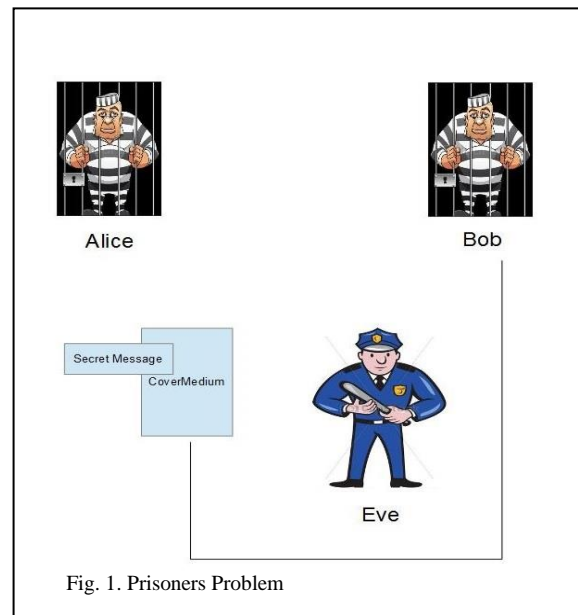 Alice
Bob
Secret Message
CoverMedium
Eve
Fig. 1. Prisoners Problem